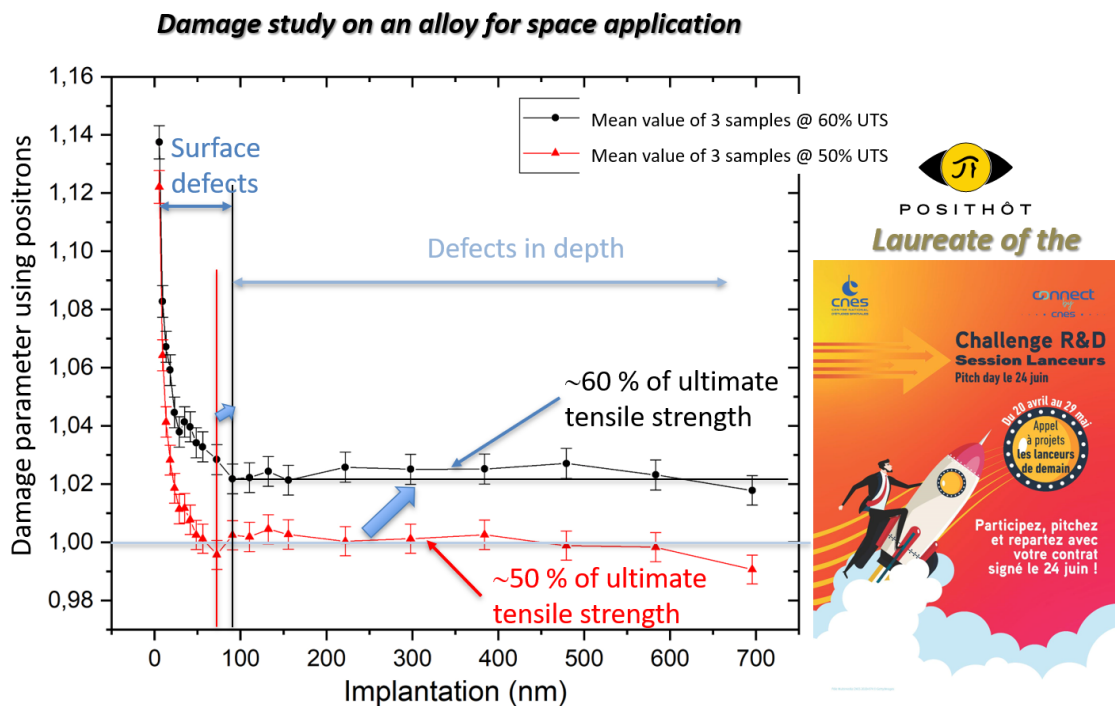 Damage study on an alloy for space application
Damage parameter using positrons
1,16
1,14
1,12
1,10
1,08
1,06
1,04
1,02
1,00
0,98
0
100
200
300
400
500
600
700
Implantation (nm)
Mean value of 3 samples @ 60% UTS
Mean value of 3 samples @ 50% UTS
Surface
defects
Defects in depth
~60 % of ultimate
tensile strength
~50 % of ultimate
tensile strength
POSITHÔT
Laureate of the
cnes
connect
by
cnes
Challenge R&D
Session Lanceurs
Pitch day le 24 juin
Du 20 avril au 29 mai
Appel
à projets
les lanceurs
de demain
Participez, pitchez
et repartez avec
votre contrat
signé le 24 juin !